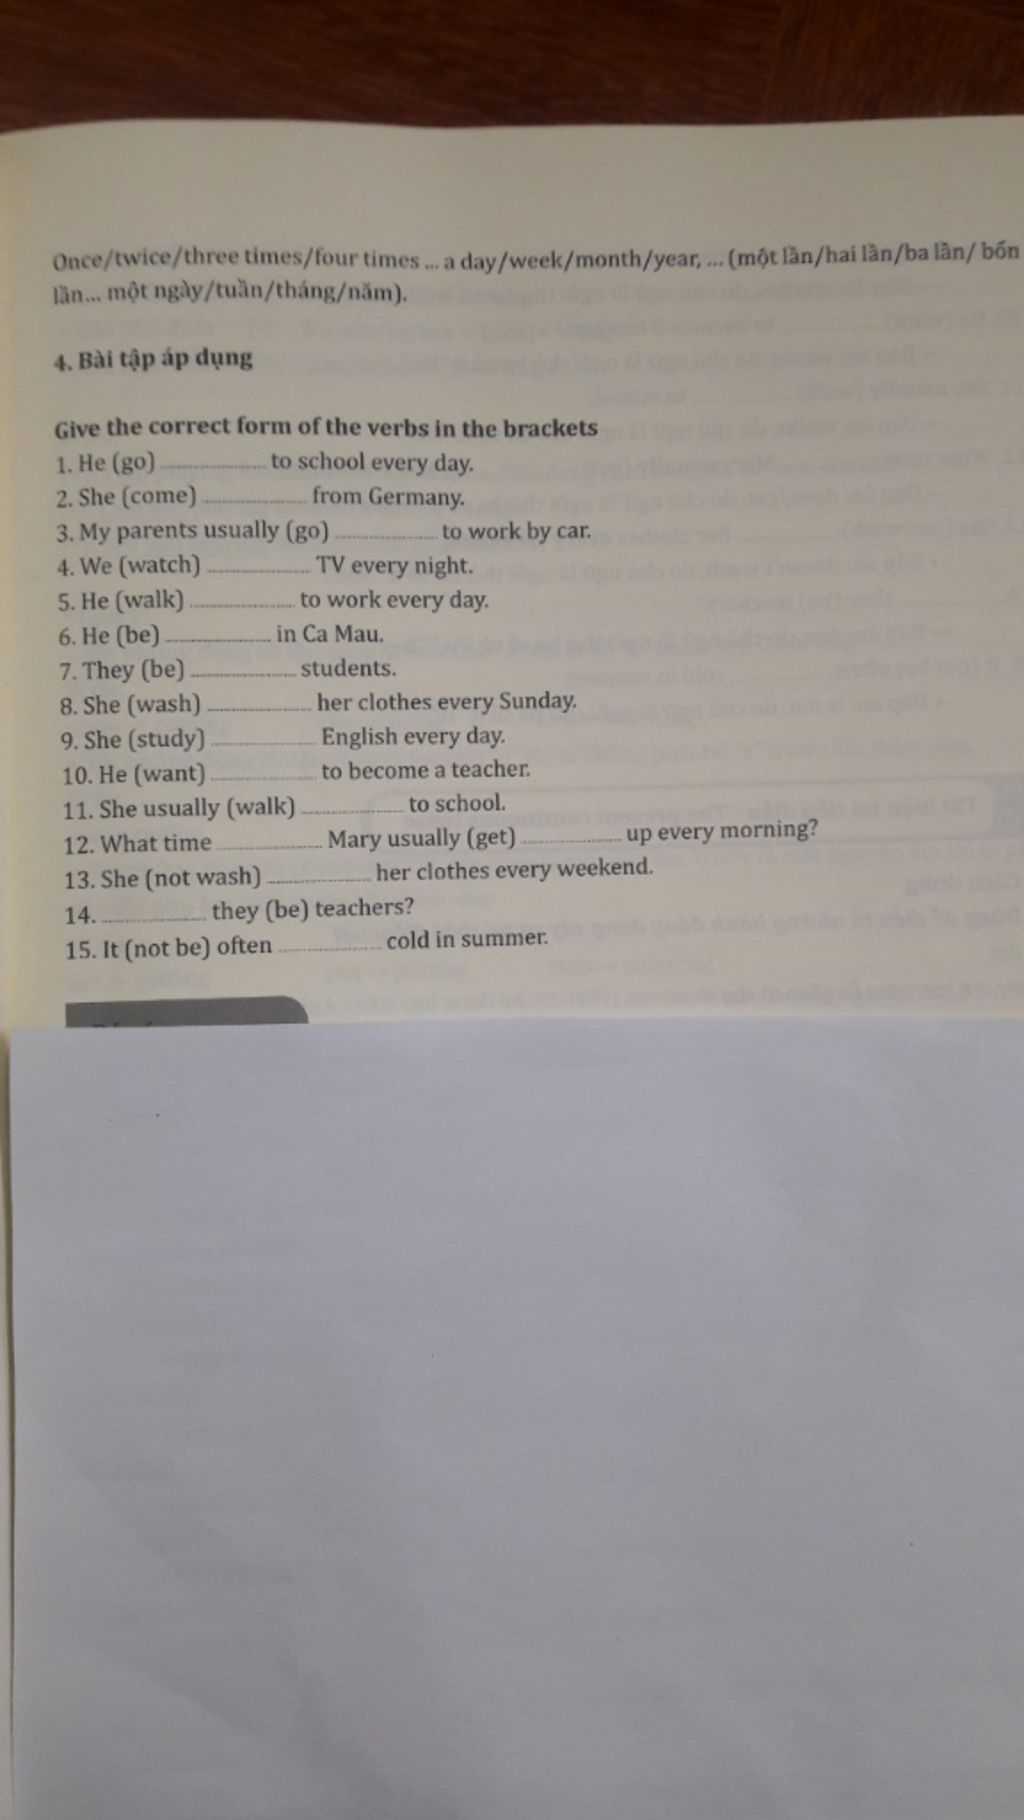 Once/twice/three times/four times ... a day/week/month/year, ... (một lần/hai lần/ba lần/ bốn
lần... một ngày/tuần/tháng/năm).
4. Bài tập áp dụng
Give the correct form of the verbs in the brackets
1. He (go) ................ to school every day.
2. She (come) ................ from Germany.
3. My parents usually (go) ................ to work by car.
4. We (watch) ................ TV every night.
5. He (walk) ................ to work every day.
6. He (be) ................ in Ca Mau.
7. They (be) ................ students.
8. She (wash) ................ her clothes every Sunday.
9. She (study) ................ English every day.
10. He (want) ................ to become a teacher.
11. She usually (walk) ................ to school.
12. What time ................ Mary usually (get) ................ up every morning?
13. She (not wash) ................ her clothes every weekend.
14. ................ they (be) teachers?
15. It (not be) often ................ cold in summer.